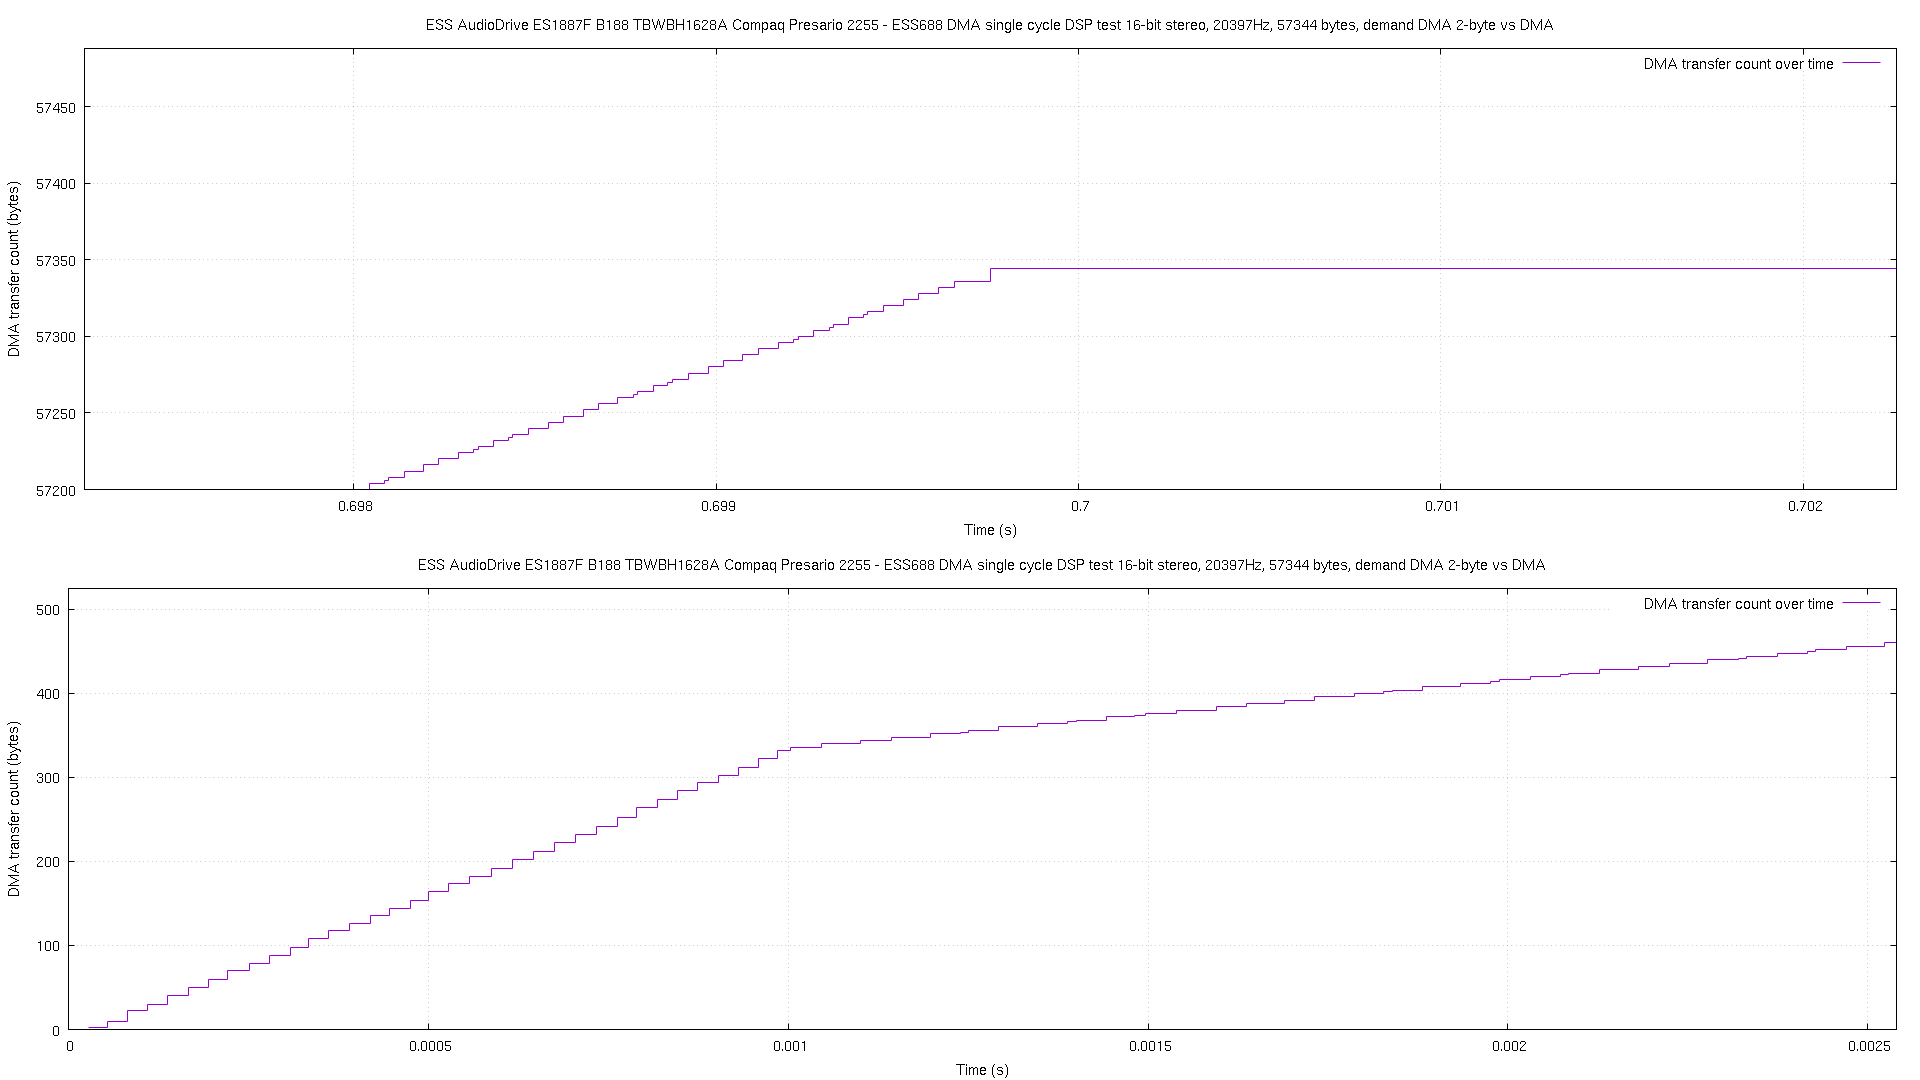 ESS AudioDrive ES1887F B188 TBWBH1628A Compaq Presario 2255 - ESS688 DMA single cycle DSP test 16-bit stereo, 20397Hz, 57344 bytes, demand DMA 2-byte vs DMA
DMA transfer count over time
DMA transfer count (bytes)
57450
57400
57350
57300
57250
57200
0.698 0.699 0.7 0.701 0.702
Time (s)
ESS AudioDrive ES1887F B188 TBWBH1628A Compaq Presario 2255 - ESS688 DMA single cycle DSP test 16-bit stereo, 20397Hz, 57344 bytes, demand DMA 2-byte vs DMA
DMA transfer count over time
DMA transfer count (bytes)
500
400
300
200
100
0
0 0.0005 0.001 0.0015 0.002 0.0025
Time (s)